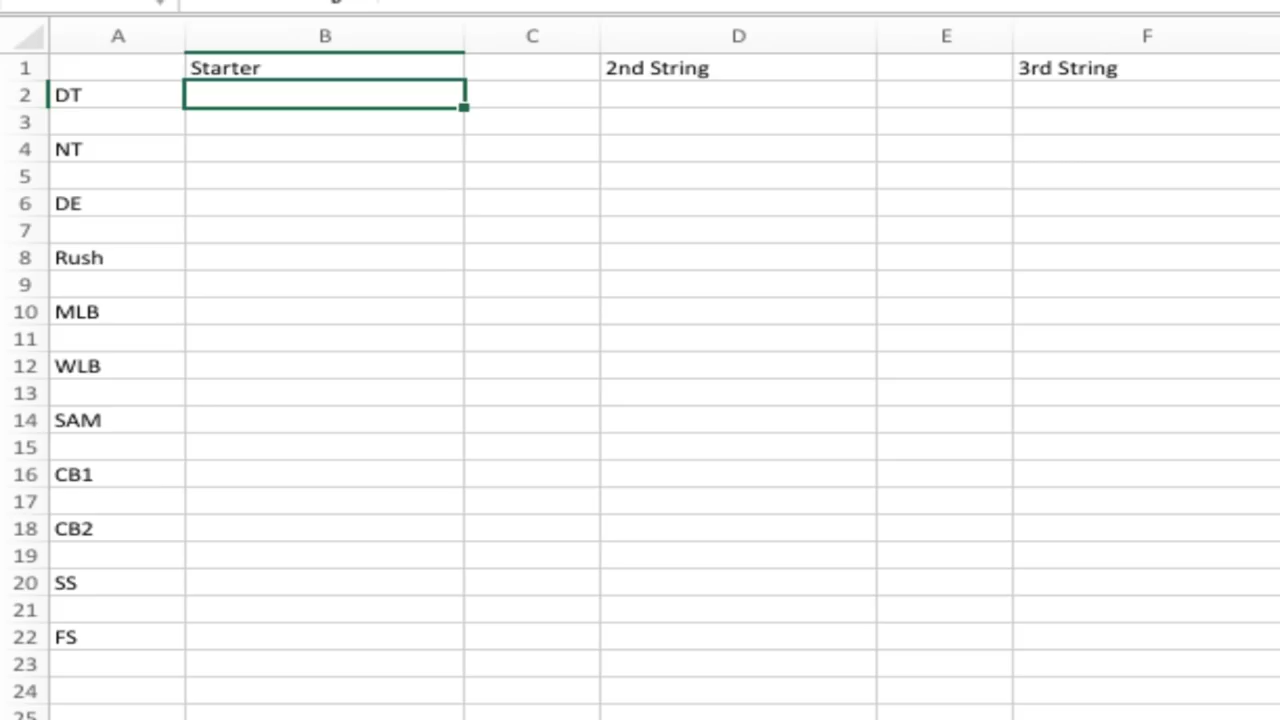 A B C D E F
1 Starter 2nd String 3rd String
2 DT
3
4 NT
5
6 DE
7
8 Rush
9
10 MLB
11
12 WLB
13
14 SAM
15
16 CB1
17
18 CB2
19
20 SS
21
22 FS
23
24
25